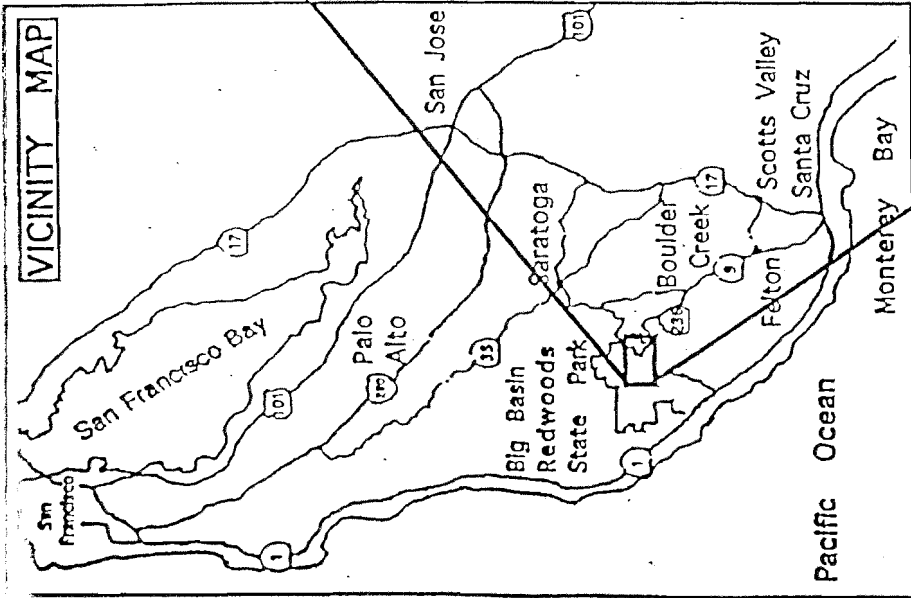 VICINITY MAP
San
Francisco
San Francisco Bay
17
101
280
Palo
Alto
35
1
San Jose
101
Saratoga
Big Basin
Redwoods
State Park
1
236
Boulder
Creek
9
17
Felton
Scotts Valley
Santa Cruz
Pacific Ocean
Monterey Bay